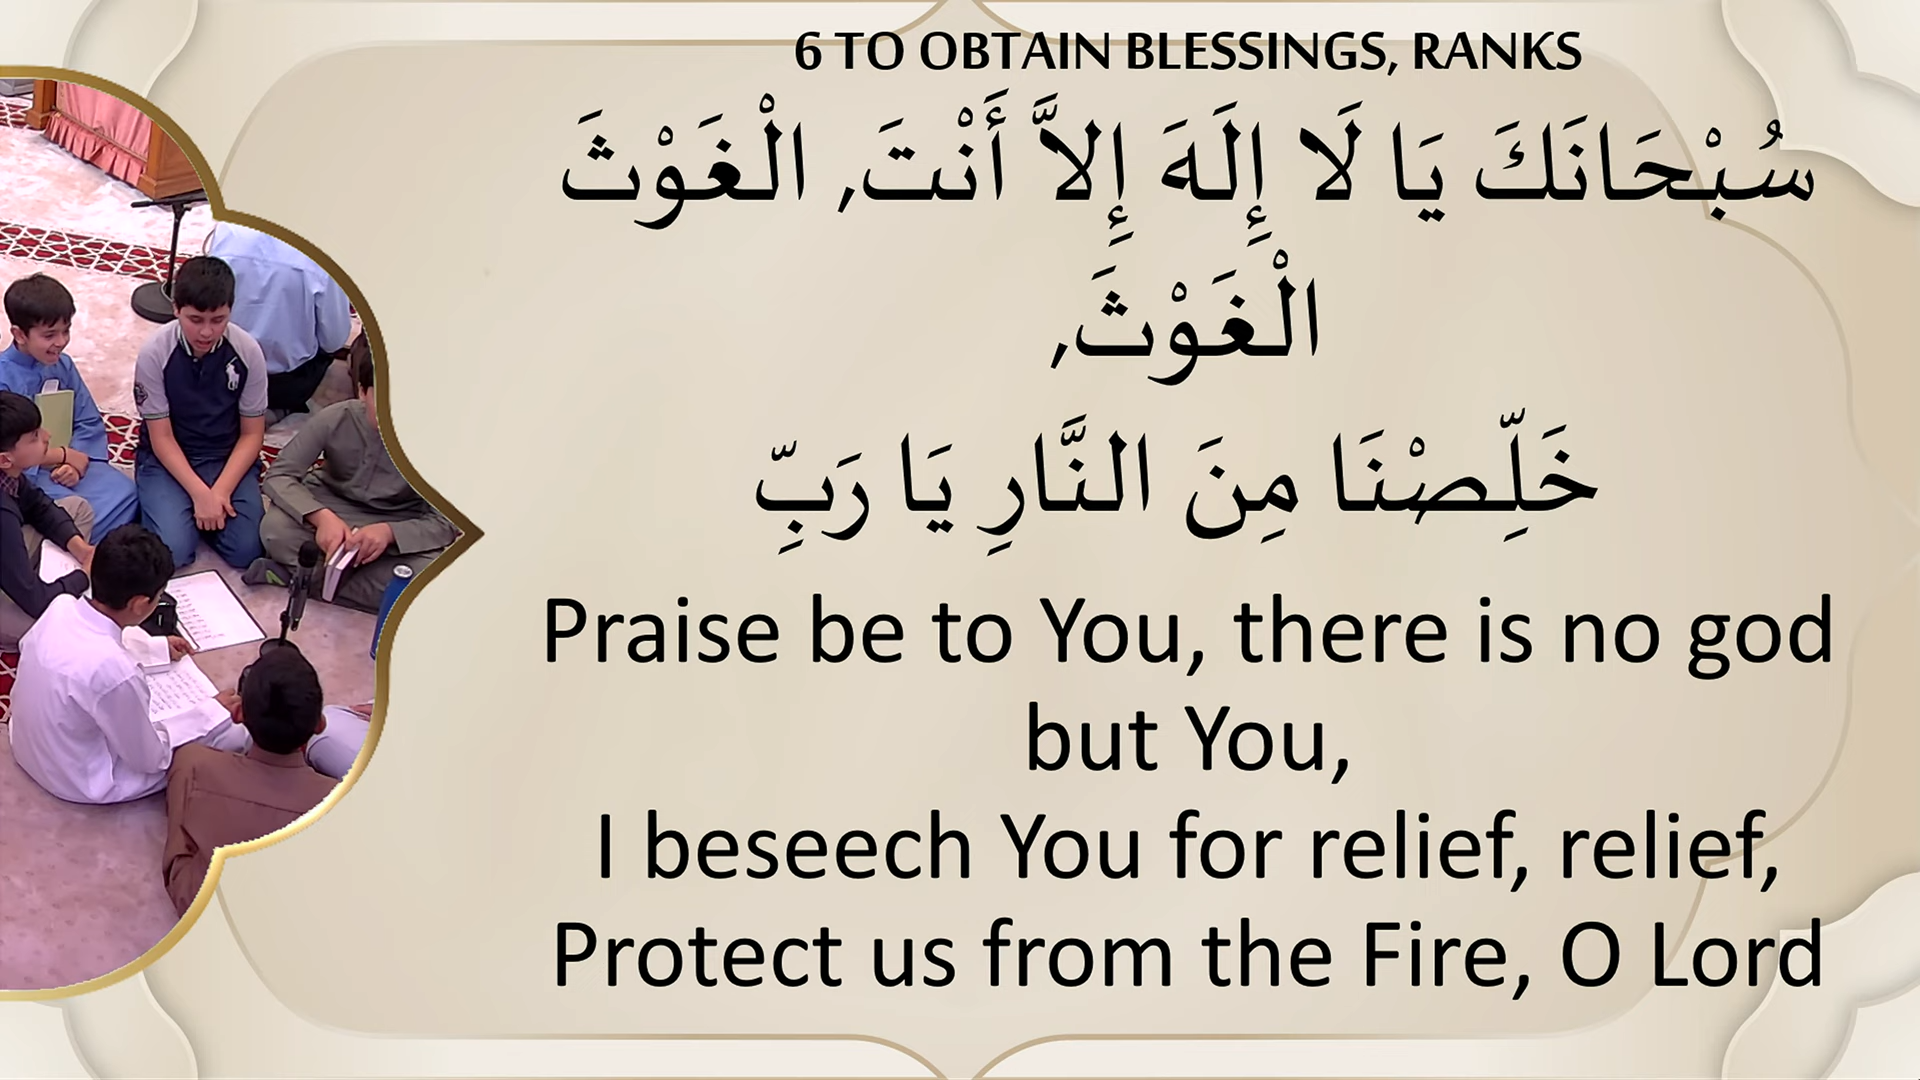 6 TO OBTAIN BLESSINGS, RANKS
سُبْحَانَكَ يَا لَا إِلَهَ إِلاَّ أَنْتَ, الْغَوْثَ
الْغَوْثَ,
خَلِّصْنَا مِنَ النَّارِ يَا رَبِّ
Praise be to You, there is no god
but You,
I beseech You for relief, relief,
Protect us from the Fire, O Lord